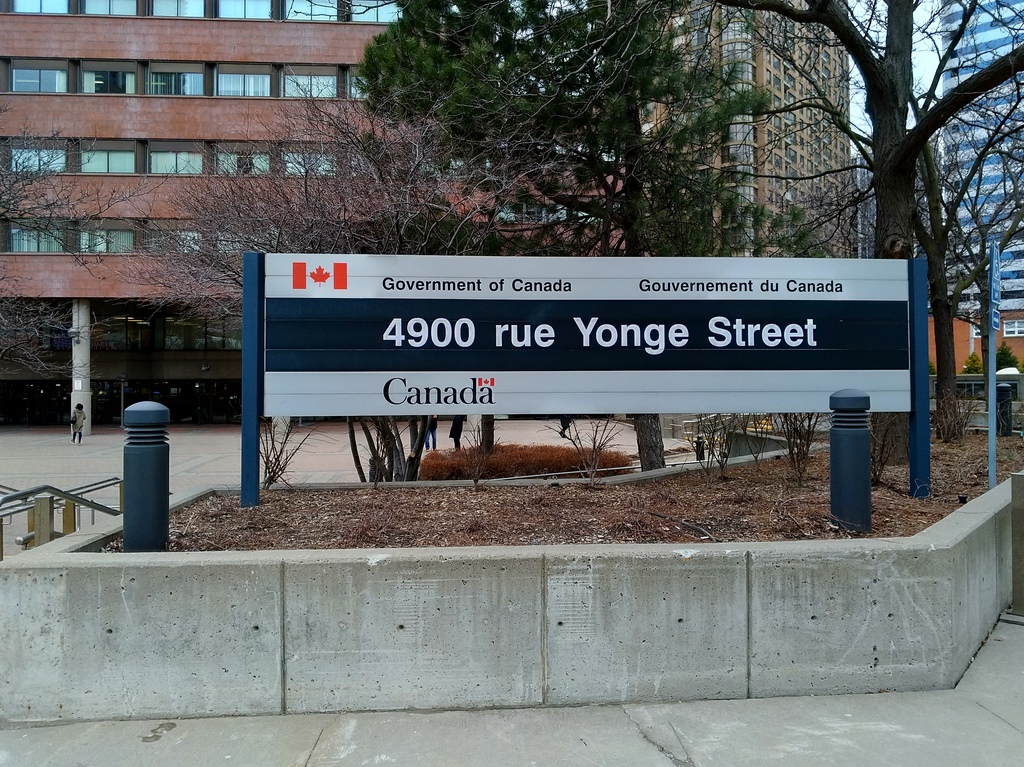 Government of Canada Gouvernement du Canada
4900 rue Yonge Street
Canada